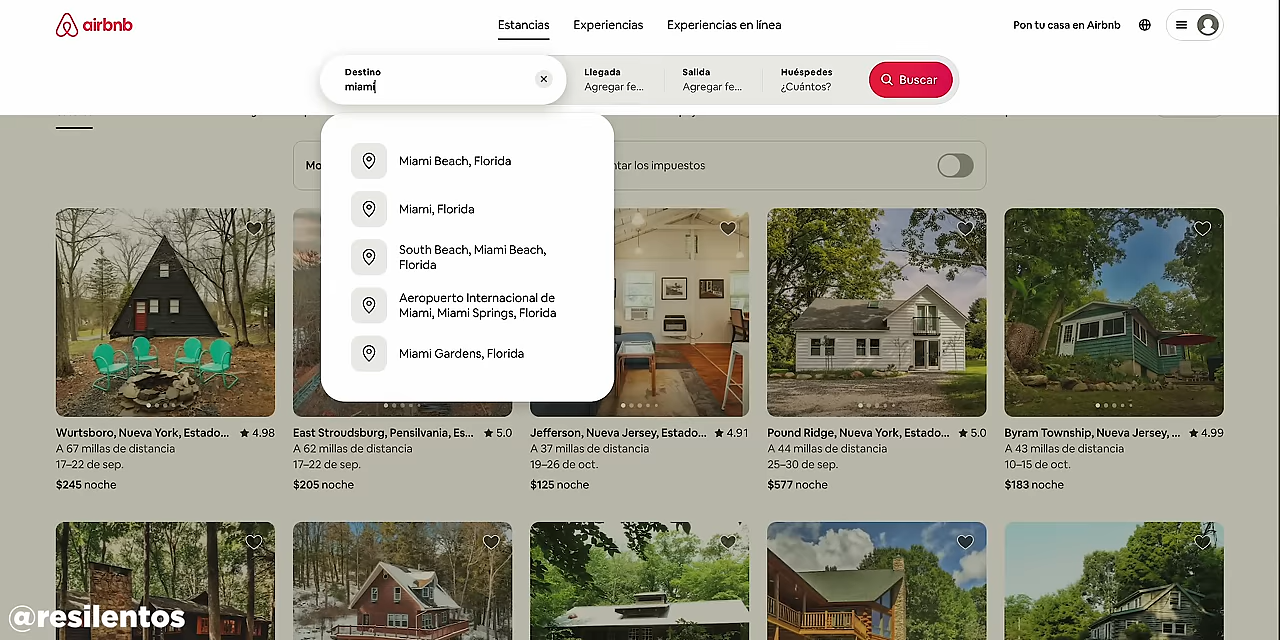 airbnb
Estancias
Experiencias
Experiencias en línea
Pon tu casa en Airbnb
Destino
miami
Llegada
Agregar fe...
Salida
Agregar fe...
Huéspedes
¿Cuántos?
Buscar
Miami Beach, Florida
Miami, Florida
South Beach, Miami Beach,
Florida
Aeropuerto Internacional de
Miami, Miami Springs, Florida
Miami Gardens, Florida
Mo
los impuestos
Wurtsboro, Nueva York, Estado... ★ 4.98
A 67 millas de distancia
17–22 de sep.
$245 noche
East Stroudsburg, Pensilvania, Es... ★ 5.0
A 62 millas de distancia
17–22 de sep.
$205 noche
Jefferson, Nueva Jersey, Estado... ★ 4.91
A 37 millas de distancia
19–26 de oct.
$125 noche
Pound Ridge, Nueva York, Estado... ★ 5.0
A 44 millas de distancia
25–30 de sep.
$577 noche
Byram Township, Nueva Jersey, ... ★ 4.99
A 43 millas de distancia
10–15 de oct.
$183 noche
@resilentos